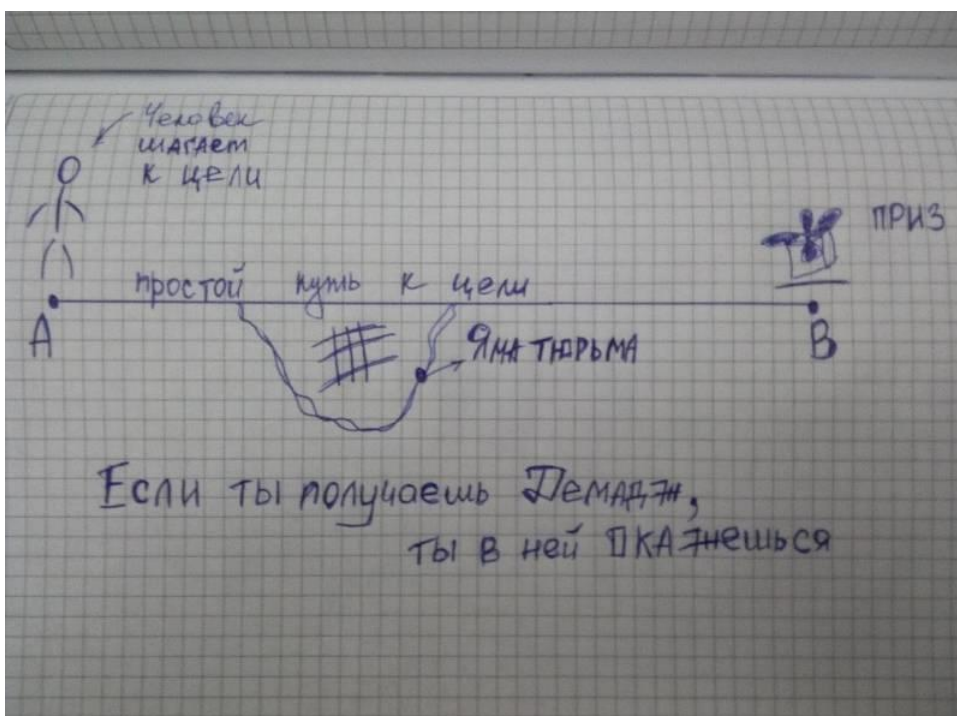 Человек
шагает
к цели
ПРИЗ
простой путь к цели
А
В
Яма тюрьма
Если ты получаешь Демадж,
ты в ней окажешься